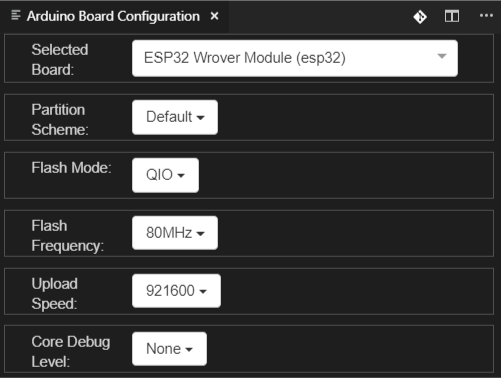 Arduino Board Configuration ×
Selected
Board:
ESP32 Wrover Module (esp32)
Partition
Scheme:
Default
Flash Mode:
QIO
Flash
Frequency:
80MHz
Upload
Speed:
921600
Core Debug
Level:
None